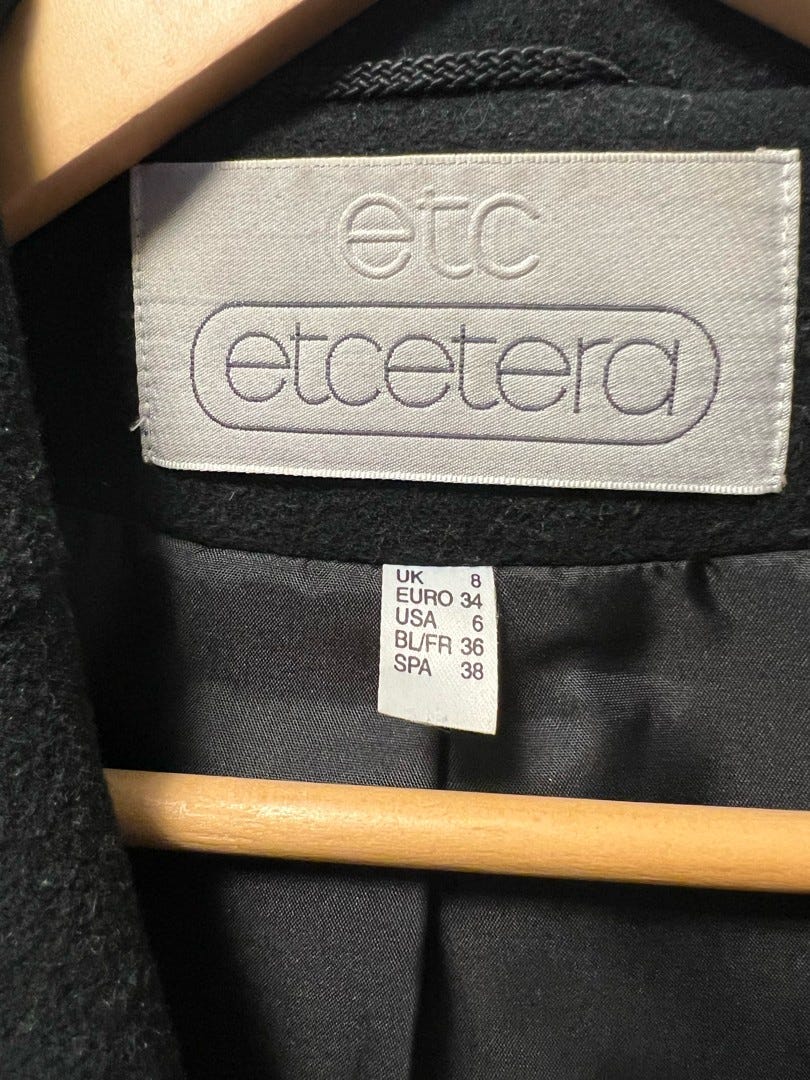 etc
etcetera
UK 8
EURO 34
USA 6
BL/FR 36
SPA 38